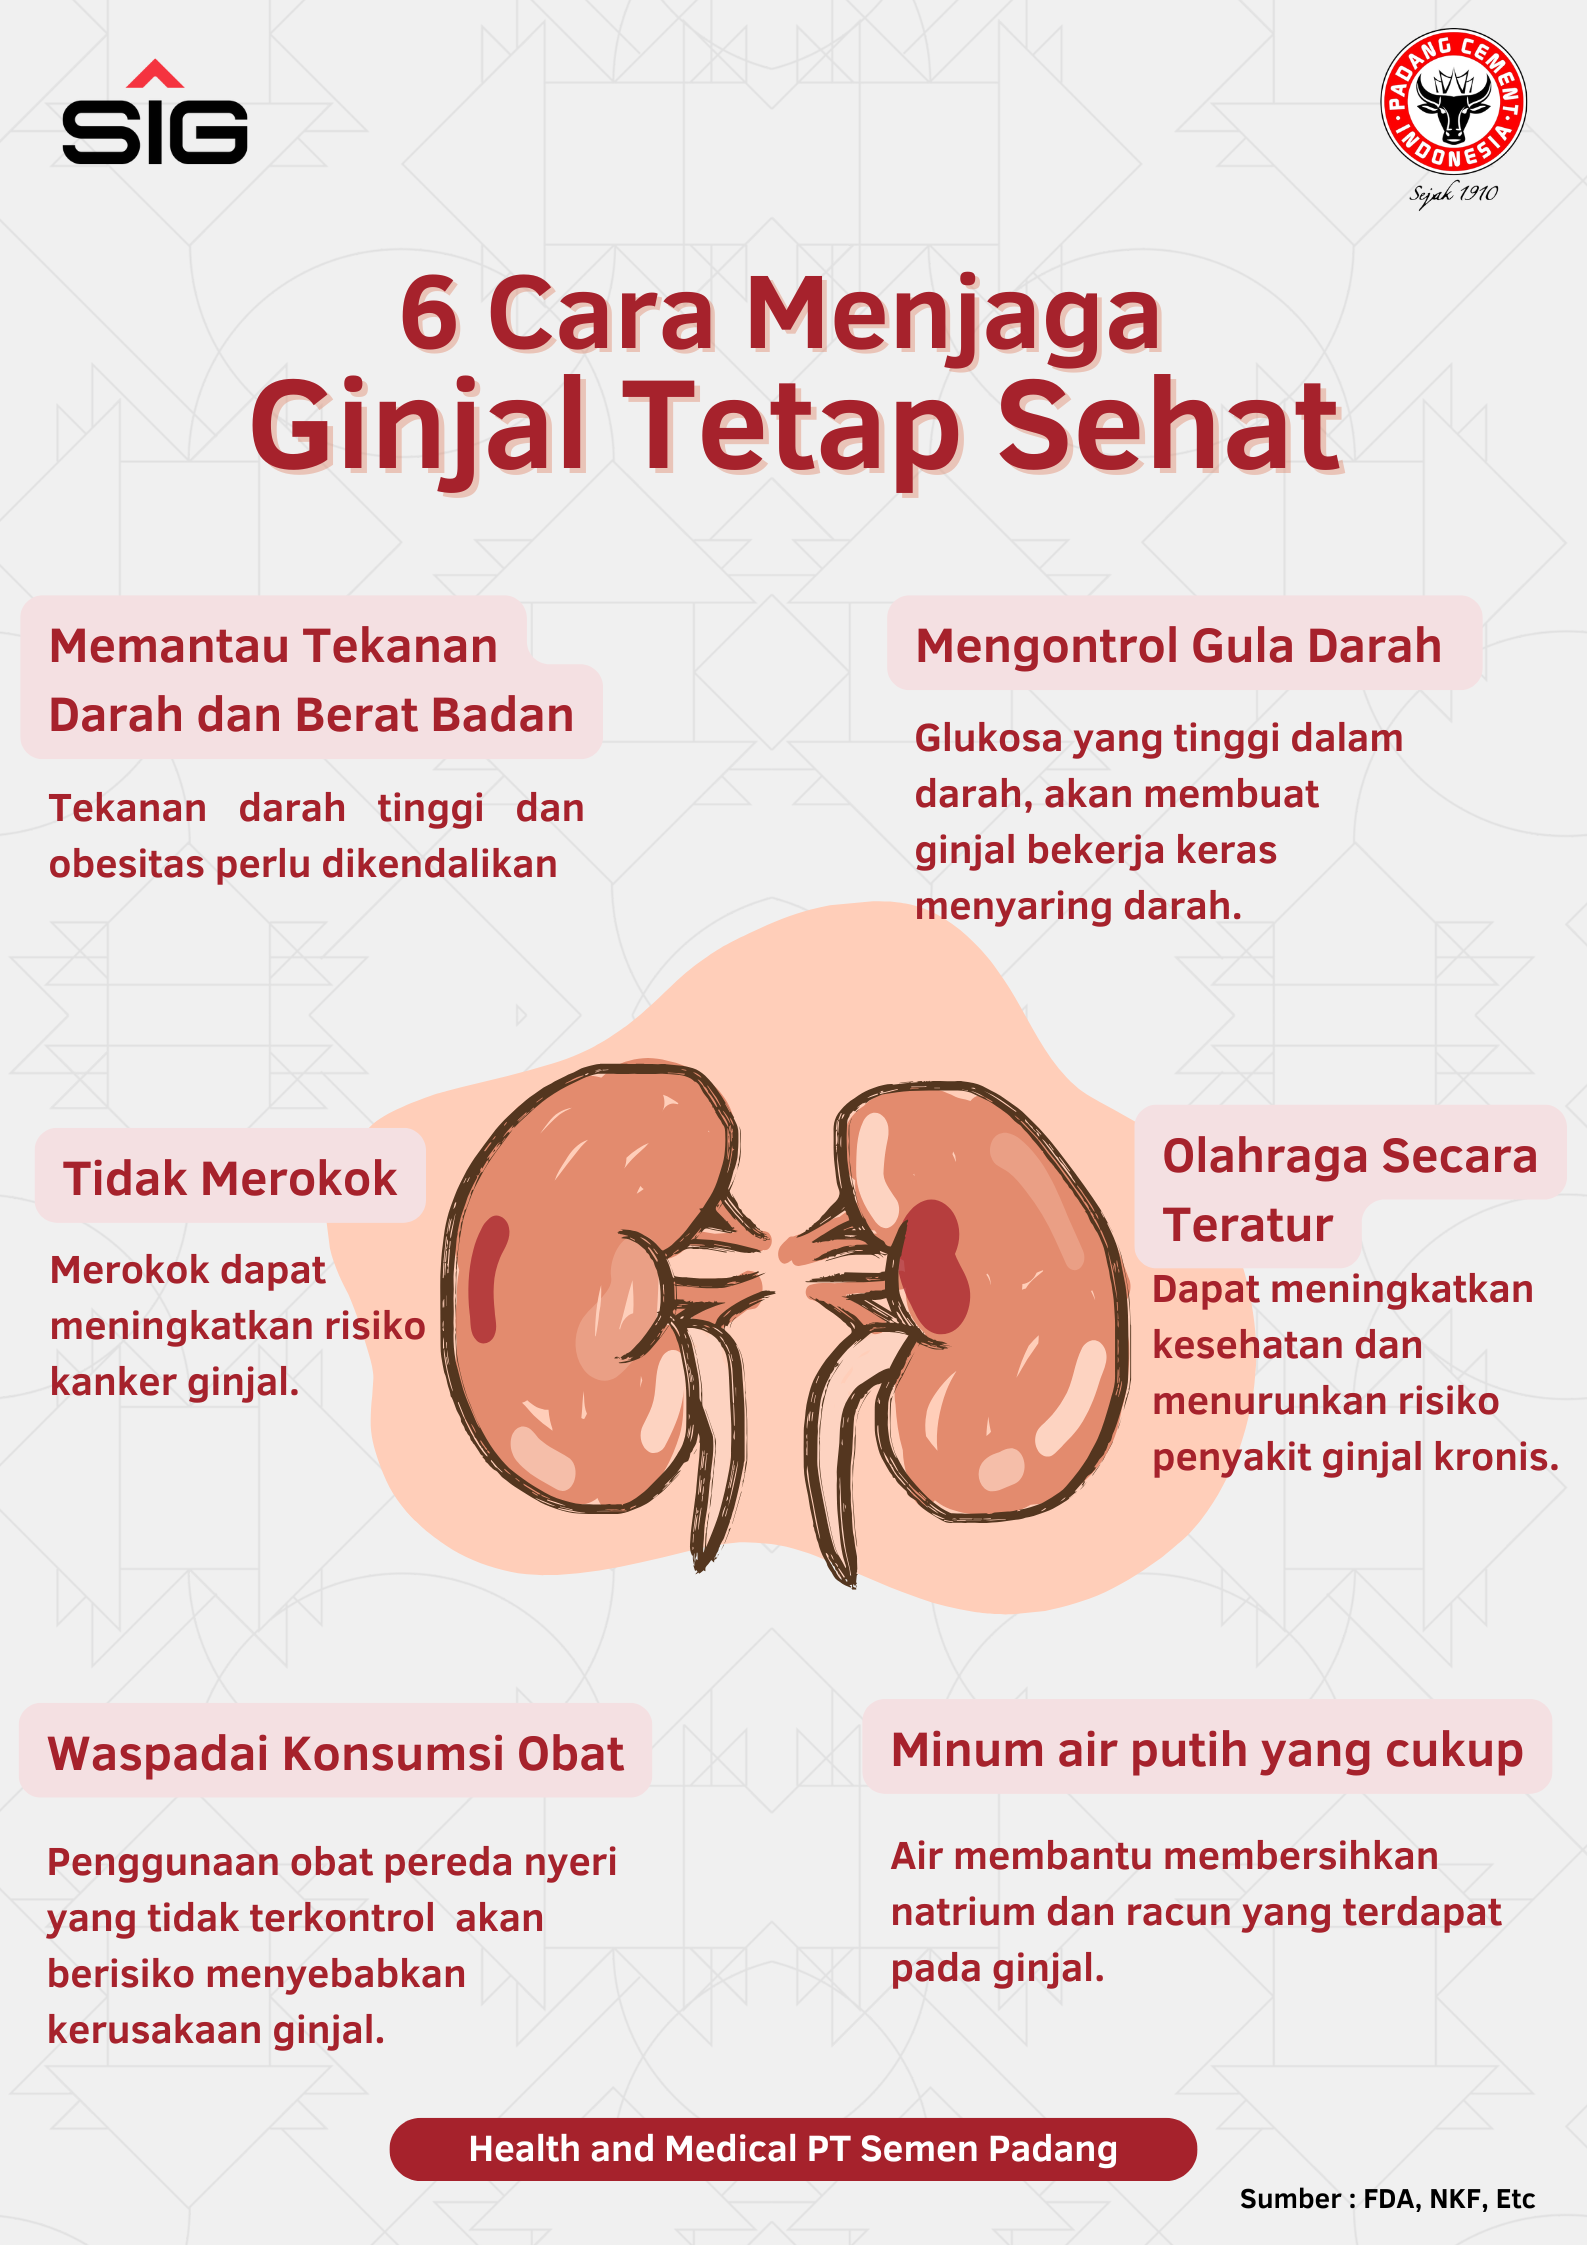 SIG
PADANG CEMENT
INDONESIA
Sejak 1910
6 Cara Menjaga
Ginjal Tetap Sehat
Memantau Tekanan
Darah dan Berat Badan
Tekanan darah tinggi dan
obesitas perlu dikendalikan
Mengontrol Gula Darah
Glukosa yang tinggi dalam
darah, akan membuat
ginjal bekerja keras
menyaring darah.
Tidak Merokok
Merokok dapat
meningkatkan risiko
kanker ginjal.
Olahraga Secara
Teratur
Dapat meningkatkan
kesehatan dan
menurunkan risiko
penyakit ginjal kronis.
Waspadai Konsumsi Obat
Penggunaan obat pereda nyeri
yang tidak terkontrol akan
berisiko menyebabkan
kerusakaan ginjal.
Minum air putih yang cukup
Air membantu membersihkan
natrium dan racun yang terdapat
pada ginjal.
Health and Medical PT Semen Padang
Sumber : FDA, NKF, Etc